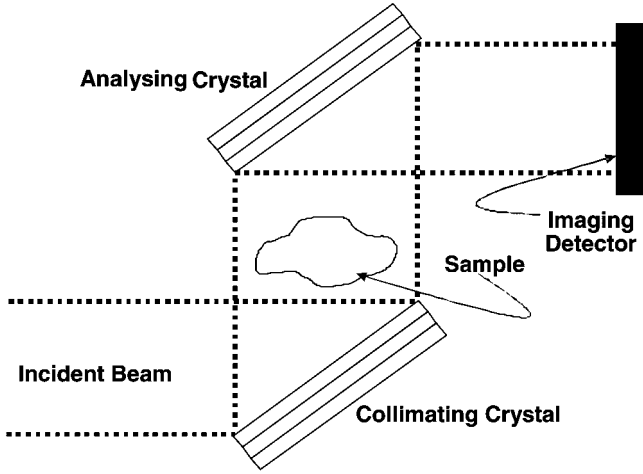 Analysing Crystal
Imaging
Detector
Sample
Incident Beam
Collimating Crystal